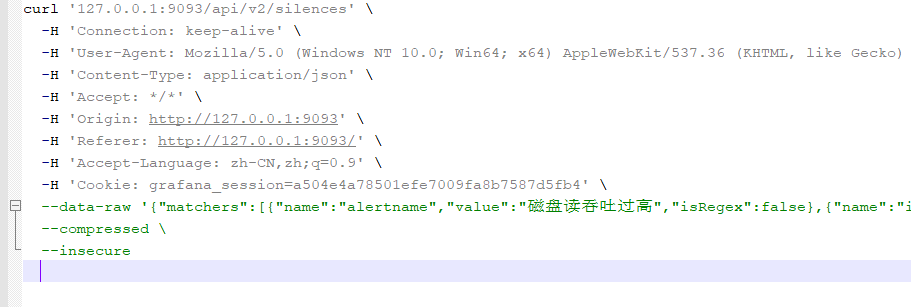 curl '127.0.0.1:9093/api/v2/silences' \
-H 'Connection: keep-alive' \
-H 'User-Agent: Mozilla/5.0 (Windows NT 10.0; Win64; x64) AppleWebKit/537.36 (KHTML, like Gecko)
-H 'Content-Type: application/json' \
-H 'Accept: */*' \
-H 'Origin: http://127.0.0.1:9093' \
-H 'Referer: http://127.0.0.1:9093/' \
-H 'Accept-Language: zh-CN,zh;q=0.9' \
-H 'Cookie: grafana_session=a504e4a78501efe7009fa8b7587d5fb4' \
--data-raw '{"matchers":[{"name":"alertname","value":"磁盘读吞吐过高","isRegex":false},{"name":"i
--compressed \
--insecure